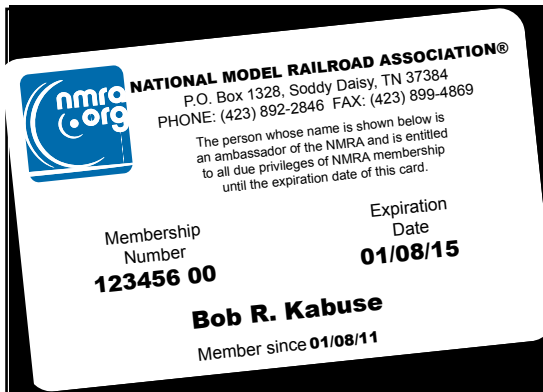 nmra
.org
NATIONAL MODEL RAILROAD ASSOCIATION®
P.O. Box 1328, Soddy Daisy, TN 37384
PHONE: (423) 892-2846 FAX: (423) 899-4869
The person whose name is shown below is
an ambassador of the NMRA and is entitled
to all due privileges of NMRA membership
until the expiration date of this card.
Membership
Number
123456 00
Expiration
Date
01/08/15
Bob R. Kabuse
Member since 01/08/11